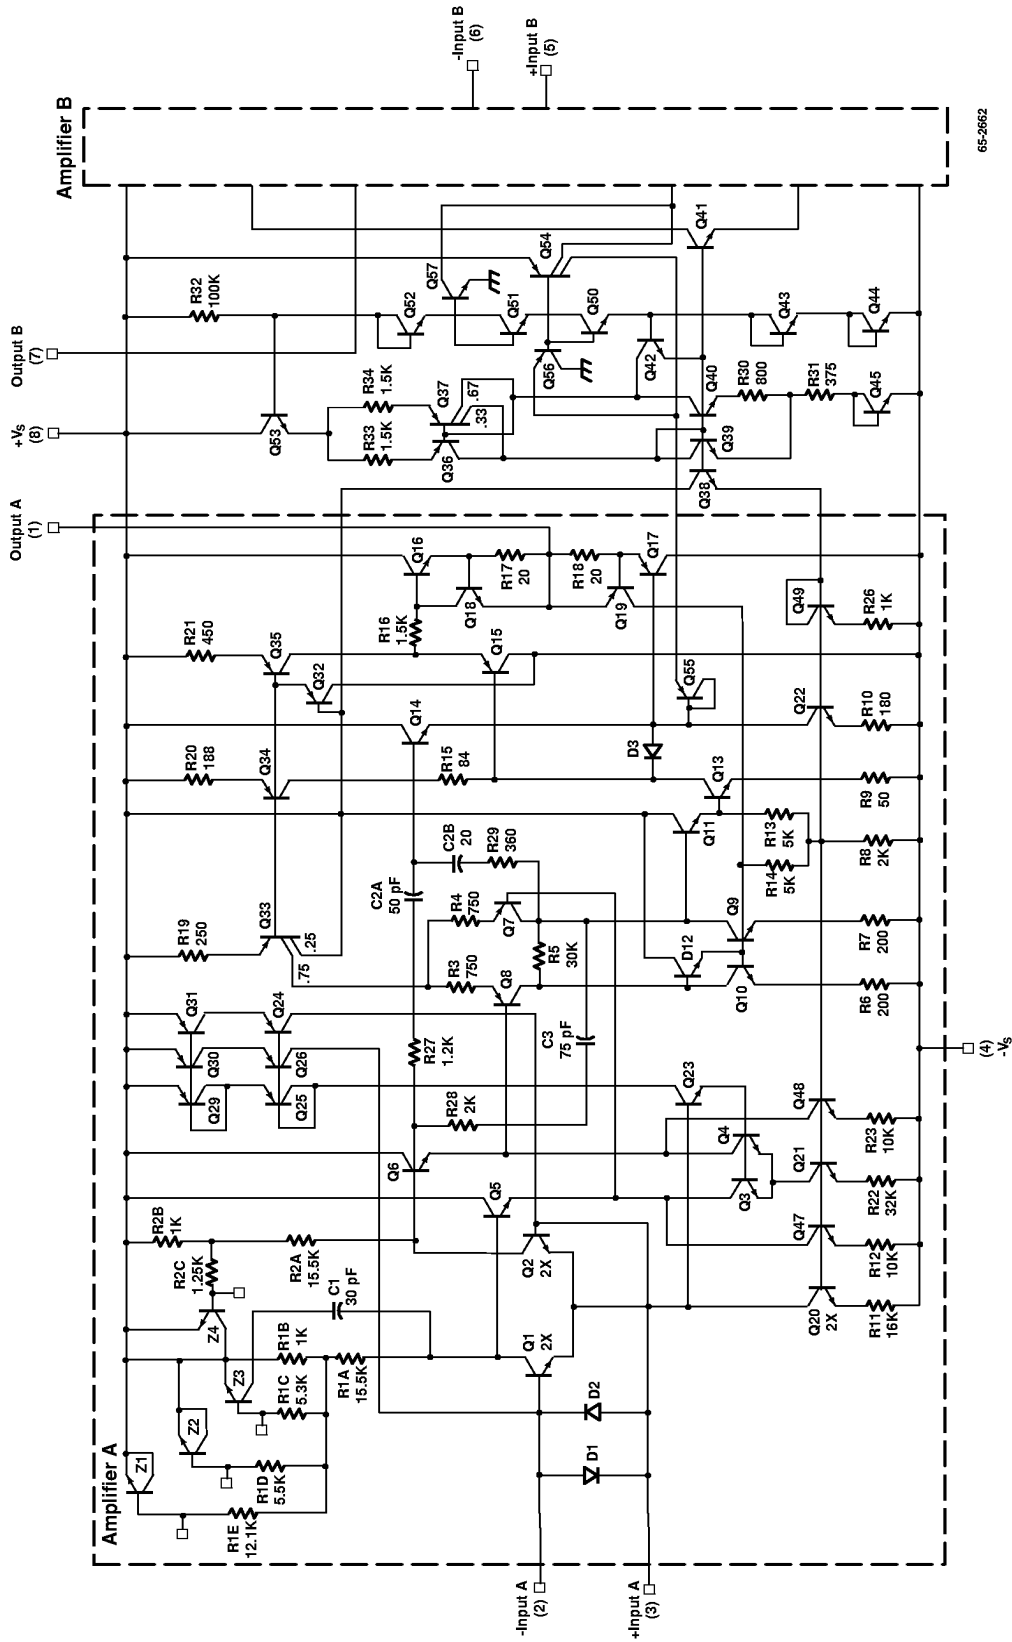 Output A
(1)
+VS
(8)
Output B
(7)
Amplifier A
Amplifier B
Z1
R1E
12.1K
R1D
5.5K
Z2
Z3
R1C
5.3K
R1B
1K
R1A
15.5K
Z4
R2C
1.25K
R2B
1K
R2A
15.5K
C1
30 pF
Q29
Q30
Q31
Q25
Q26
Q24
R19
250
Q33
.75
.25
R20
188
Q34
R21
450
Q35
Q32
Q53
R32
100K
R33
1.5K
R34
1.5K
Q36
Q37
.67
.33
Q52
Q57
Q51
Q54
Q56
Q50
Q6
R28
2K
R27
1.2K
C2A
50 pF
C2B
20
R29
360
R3
750
R4
750
Q14
R15
84
R16
1.5K
Q16
Q18
R17
20
Q15
-Input A
(2)
+Input A
(3)
D1
D2
Q1
2X
Q2
2X
Q5
Q8
Q7
R5
30K
C3
75 pF
R18
20
Q19
Q17
Q55
D3
Q42
-Input B
(6)
+Input B
(5)
Q23
Q3
Q4
D12
Q10
Q9
Q11
Q13
Q38
Q39
Q40
Q41
R30
800
R31
375
Q43
Q44
Q45
R13
5K
R14
5K
Q20
2X
Q47
Q21
Q48
Q22
Q49
R11
16K
R12
10K
R22
32K
R23
10K
R6
200
R7
200
R8
2K
R9
50
R10
180
R26
1K
(4)
-VS
65-2662